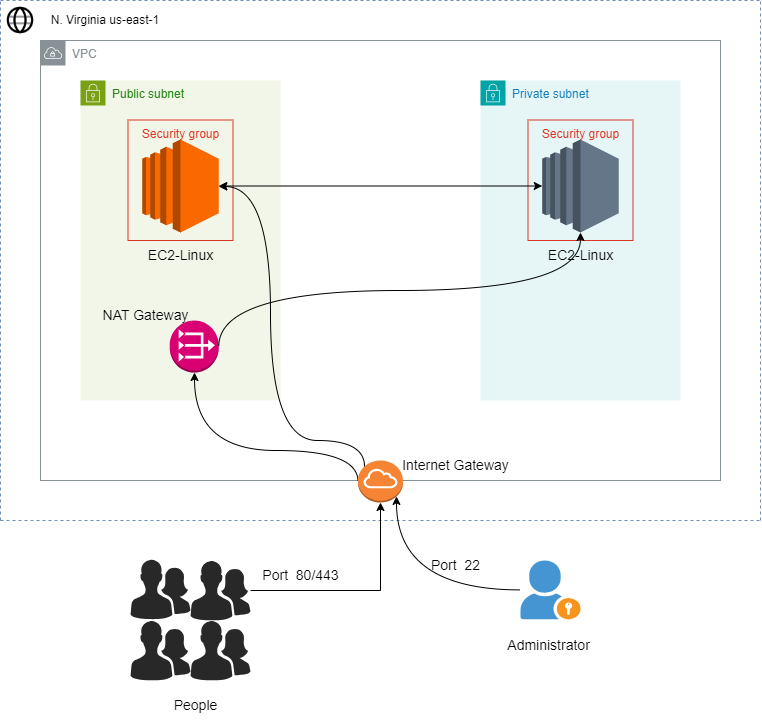 N. Virginia us-east-1
VPC
Public subnet
Private subnet
Security group
Security group
EC2-Linux
EC2-Linux
NAT Gateway
Internet Gateway
Port  80/443
Port  22
Administrator
People